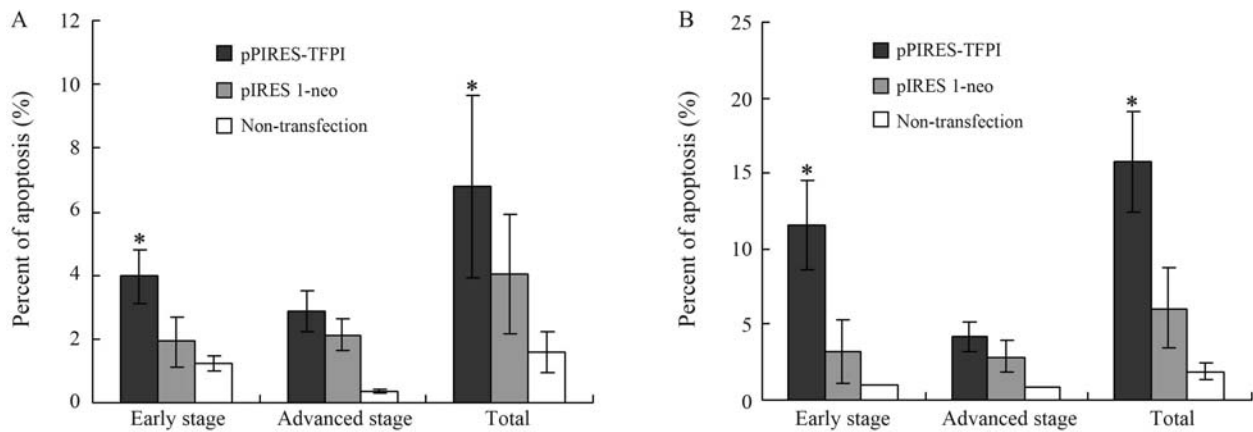 A
Percent of apoptosis (%)
12
10
8
6
4
2
0
pPIRES-TFPI
pIRES 1-neo
Non-transfection
*
*
Early stage
Advanced stage
Total
B
Percent of apoptosis (%)
25
20
15
10
5
0
pPIRES-TFPI
pIRES 1-neo
Non-transfection
*
*
Early stage
Advanced stage
Total